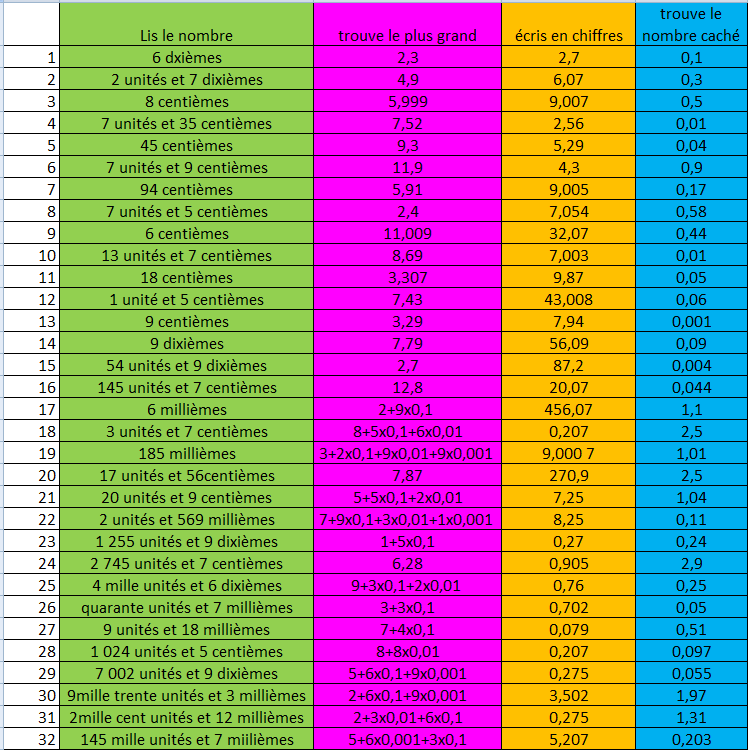 Lis le nombre trouve le plus grand écris en chiffres trouve le nombre caché
1 6 dxièmes 2,3 2,7 0,1
2 2 unités et 7 dixièmes 4,9 6,07 0,3
3 8 centièmes 5,999 9,007 0,5
4 7 unités et 35 centièmes 7,52 2,56 0,01
5 45 centièmes 9,3 5,29 0,04
6 7 unités et 9 centièmes 11,9 4,3 0,9
7 94 centièmes 5,91 9,005 0,17
8 7 unités et 5 centièmes 2,4 7,054 0,58
9 6 centièmes 11,009 32,07 0,44
10 13 unités et 7 centièmes 8,69 7,003 0,01
11 18 centièmes 3,307 9,87 0,05
12 1 unité et 5 centièmes 7,43 43,008 0,06
13 9 centièmes 3,29 7,94 0,001
14 9 dixièmes 7,79 56,09 0,09
15 54 unités et 9 dixièmes 2,7 87,2 0,004
16 145 unités et 7 centièmes 12,8 20,07 0,044
17 6 millièmes 2+9x0,1 456,07 1,1
18 3 unités et 7 centièmes 8+5x0,1+6x0,01 0,207 2,5
19 185 millièmes 3+2x0,1+9x0,01+9x0,001 9,000 7 1,01
20 17 unités et 56centièmes 7,87 270,9 2,5
21 20 unités et 9 centièmes 5+5x0,1+2x0,01 7,25 1,04
22 2 unités et 569 millièmes 7+9x0,1+3x0,01+1x0,001 8,25 0,11
23 1 255 unités et 9 dixièmes 1+5x0,1 0,27 0,24
24 2 745 unités et 7 centièmes 6,28 0,905 2,9
25 4 mille unités et 6 dixièmes 9+3x0,1+2x0,01 0,76 0,25
26 quarante unités et 7 millièmes 3+3x0,1 0,702 0,05
27 9 unités et 18 millièmes 7+4x0,1 0,079 0,51
28 1 024 unités et 5 centièmes 8+8x0,01 0,207 0,097
29 7 002 unités et 9 dixièmes 5+6x0,1+9x0,001 0,275 0,055
30 9mille trente unités et 3 millièmes 2+6x0,1+9x0,001 3,502 1,97
31 2mille cent unités et 12 millièmes 2+3x0,01+6x0,1 0,275 1,31
32 145 mille unités et 7 miilièmes 5+6x0,001+3x0,1 5,207 0,203